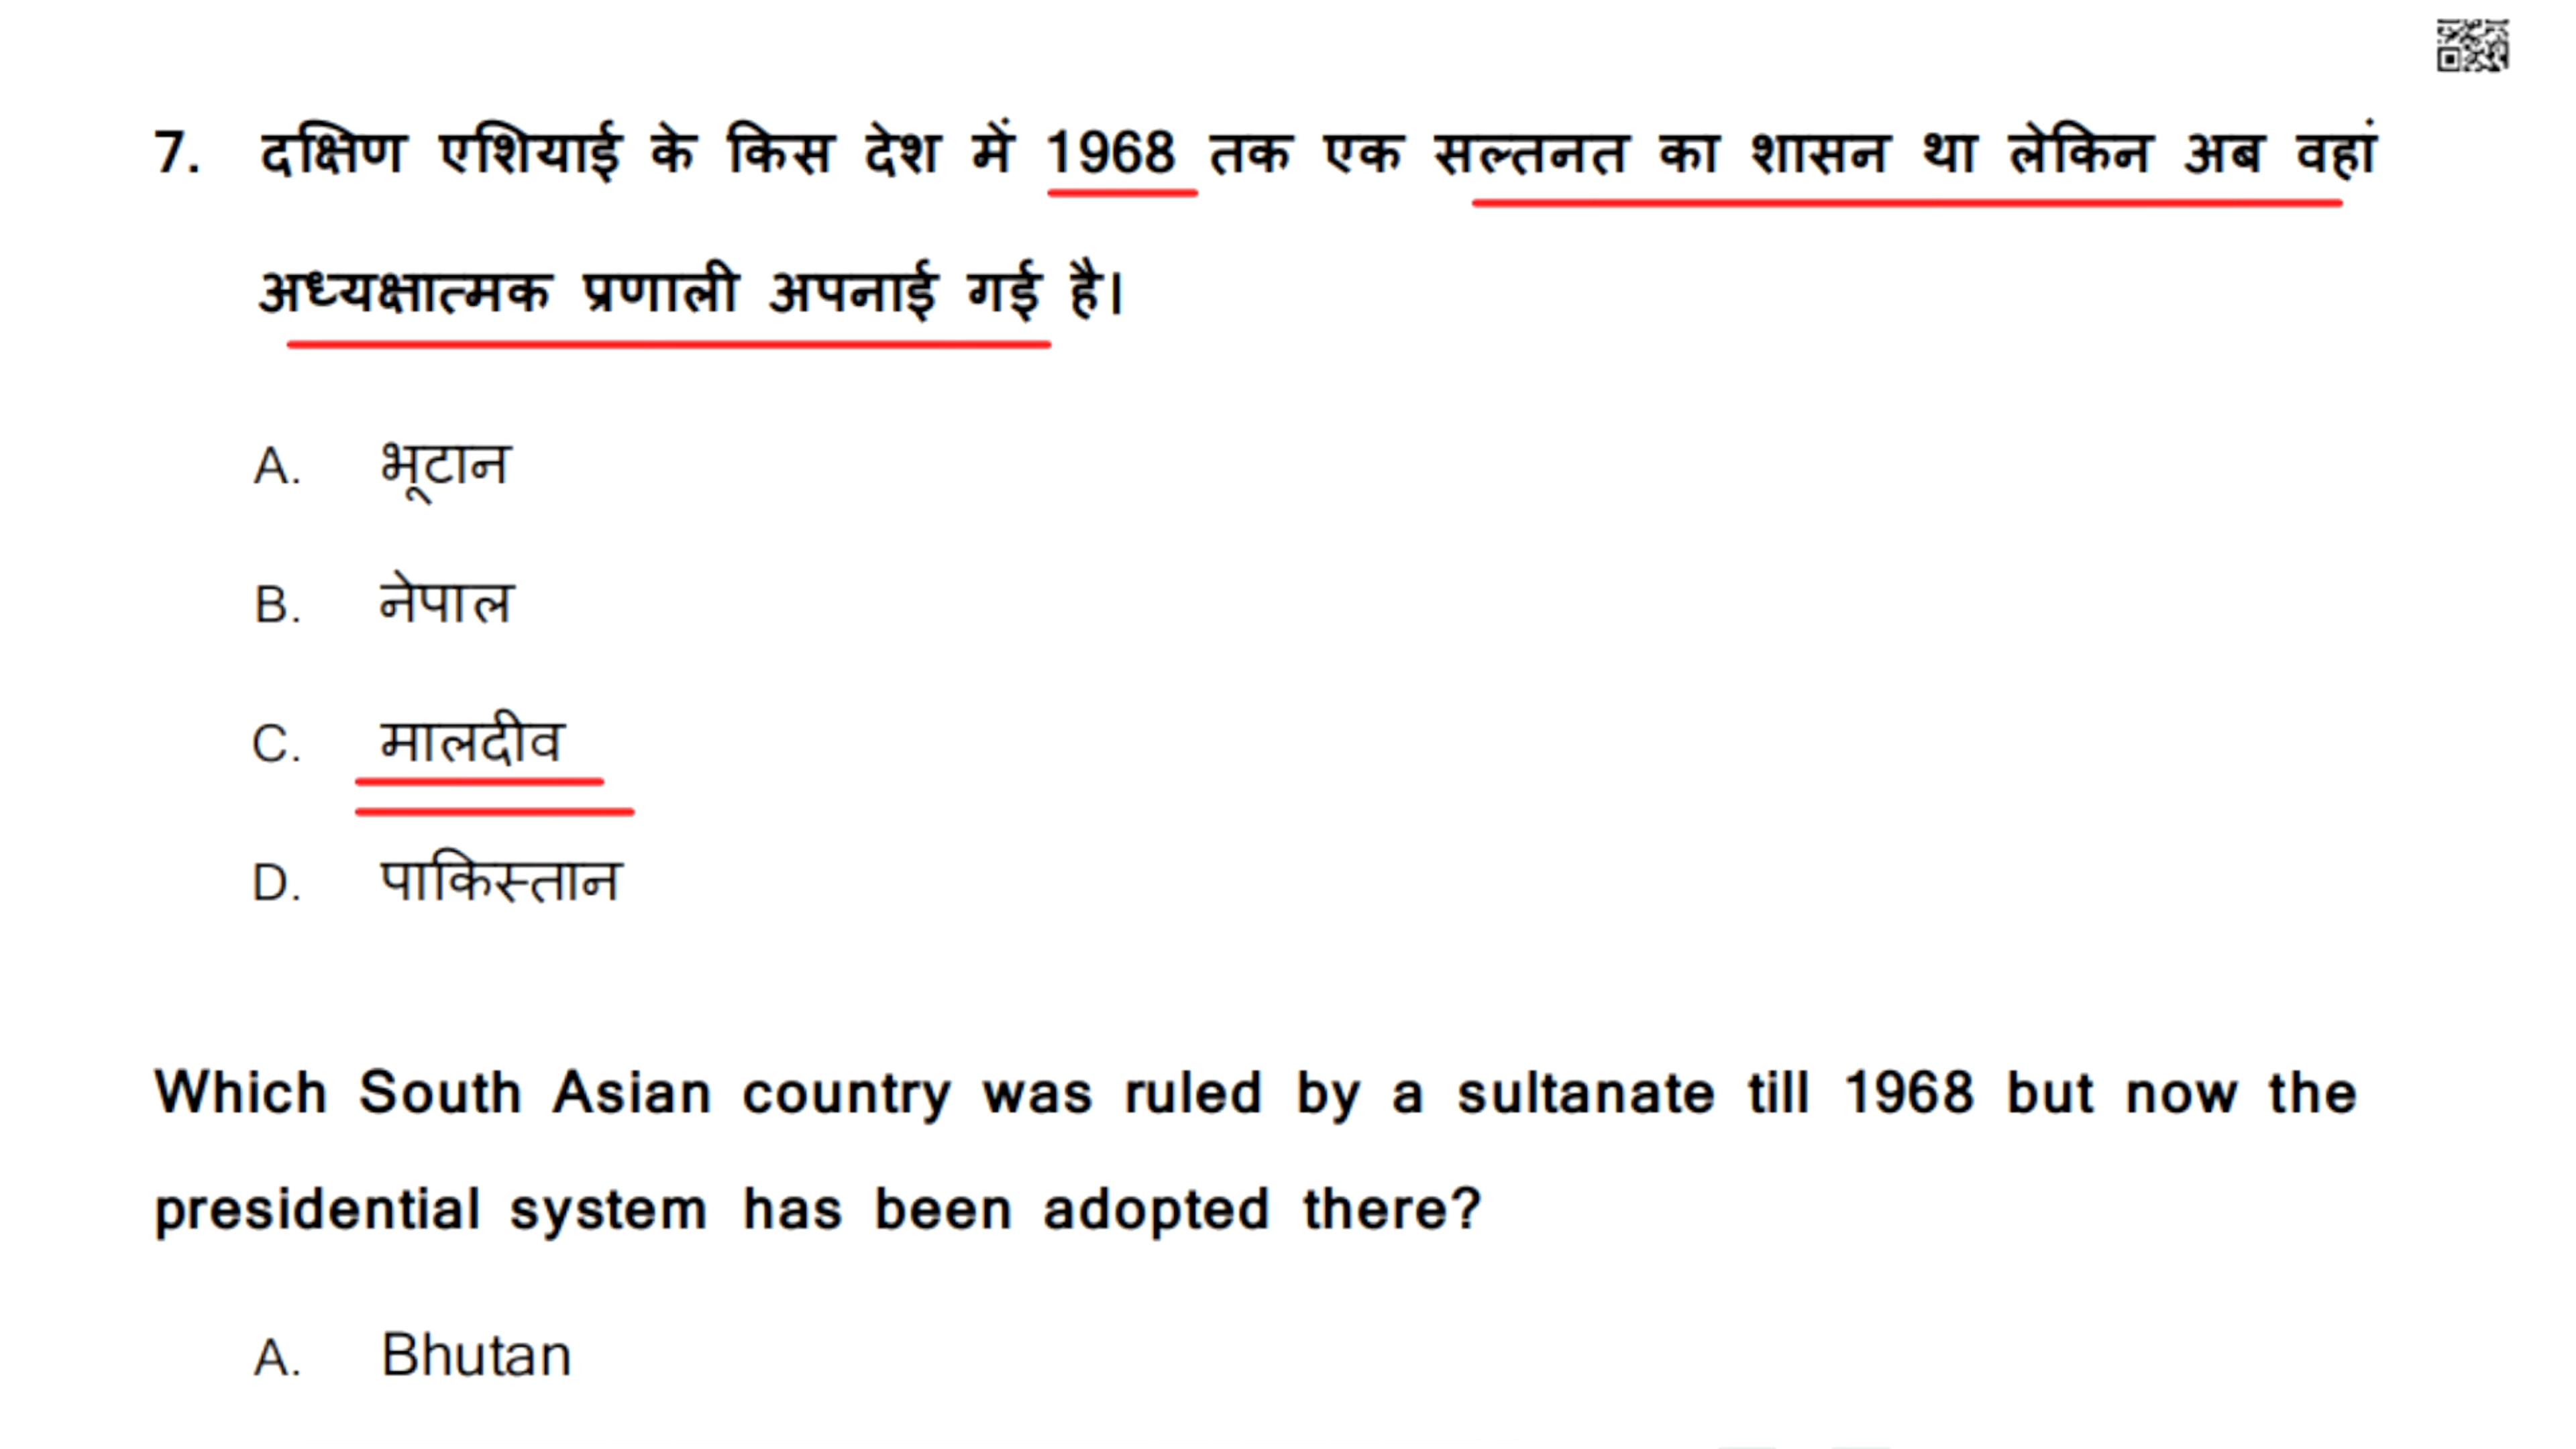 7. दक्षिण एशियाई के किस देश में 1968 तक एक सल्तनत का शासन था लेकिन अब वहां
अध्यक्षात्मक प्रणाली अपनाई गई है।
A. भूटान
B. नेपाल
C. मालदीव
D. पाकिस्तान
Which South Asian country was ruled by a sultanate till 1968 but now the
presidential system has been adopted there?
A. Bhutan